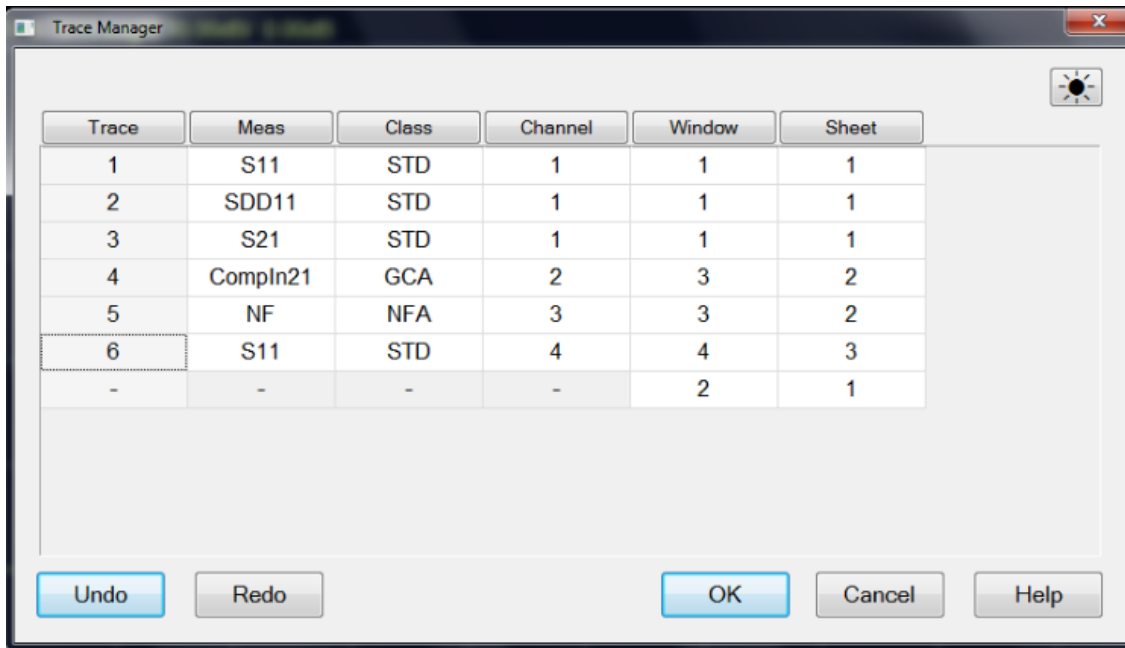 Trace Manager
Trace Meas Class Channel Window Sheet
1 S11 STD 1 1 1
2 SDD11 STD 1 1 1
3 S21 STD 1 1 1
4 CompIn21 GCA 2 3 2
5 NF NFA 3 3 2
6 S11 STD 4 4 3
- - - - 2 1
Undo Redo OK Cancel Help